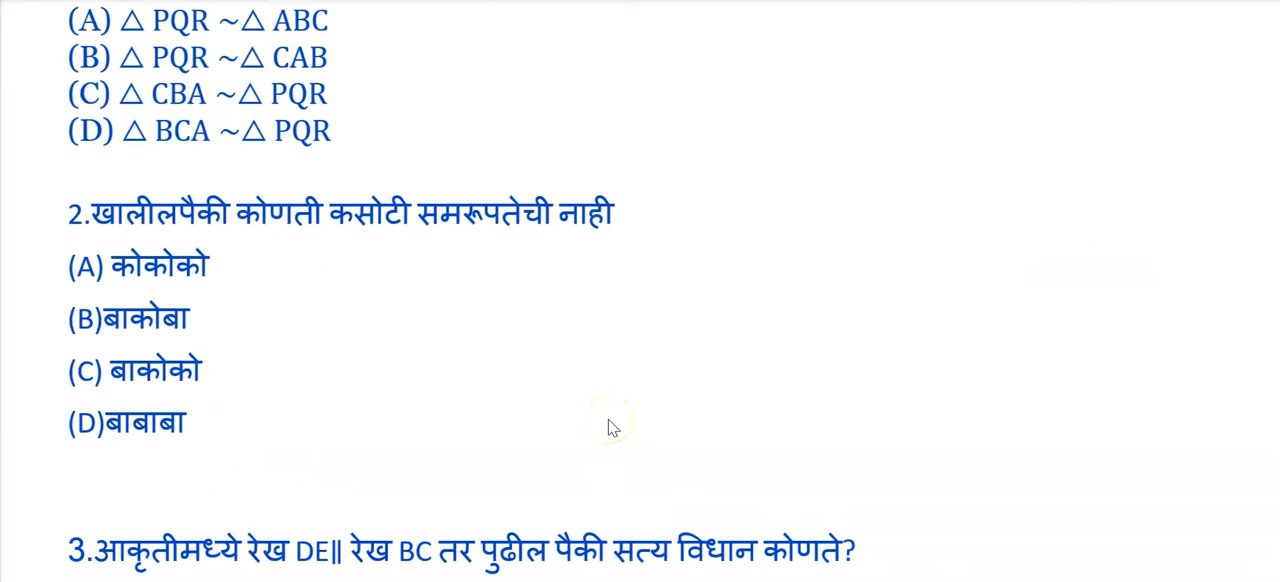 (A) △ PQR ~△ ABC
(B) △ PQR ~△ CAB
(C) △ CBA ~△ PQR
(D) △ BCA ~△ PQR
2.खालीलपैकी कोणती कसोटी समरूपतेची नाही
(A) कोकोको
(B)बाकोबा
(C) बाकोको
(D)बाबाबा
3.आकृतीमध्ये रेख DE|| रेख BC तर पुढील पैकी सत्य विधान कोणते?